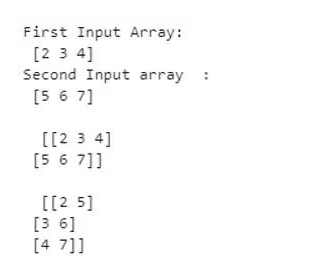 First Input Array:
[2 3 4]
Second Input array  :
[5 6 7]
[[2 3 4]
[5 6 7]]
[[2 5]
[3 6]
[4 7]]